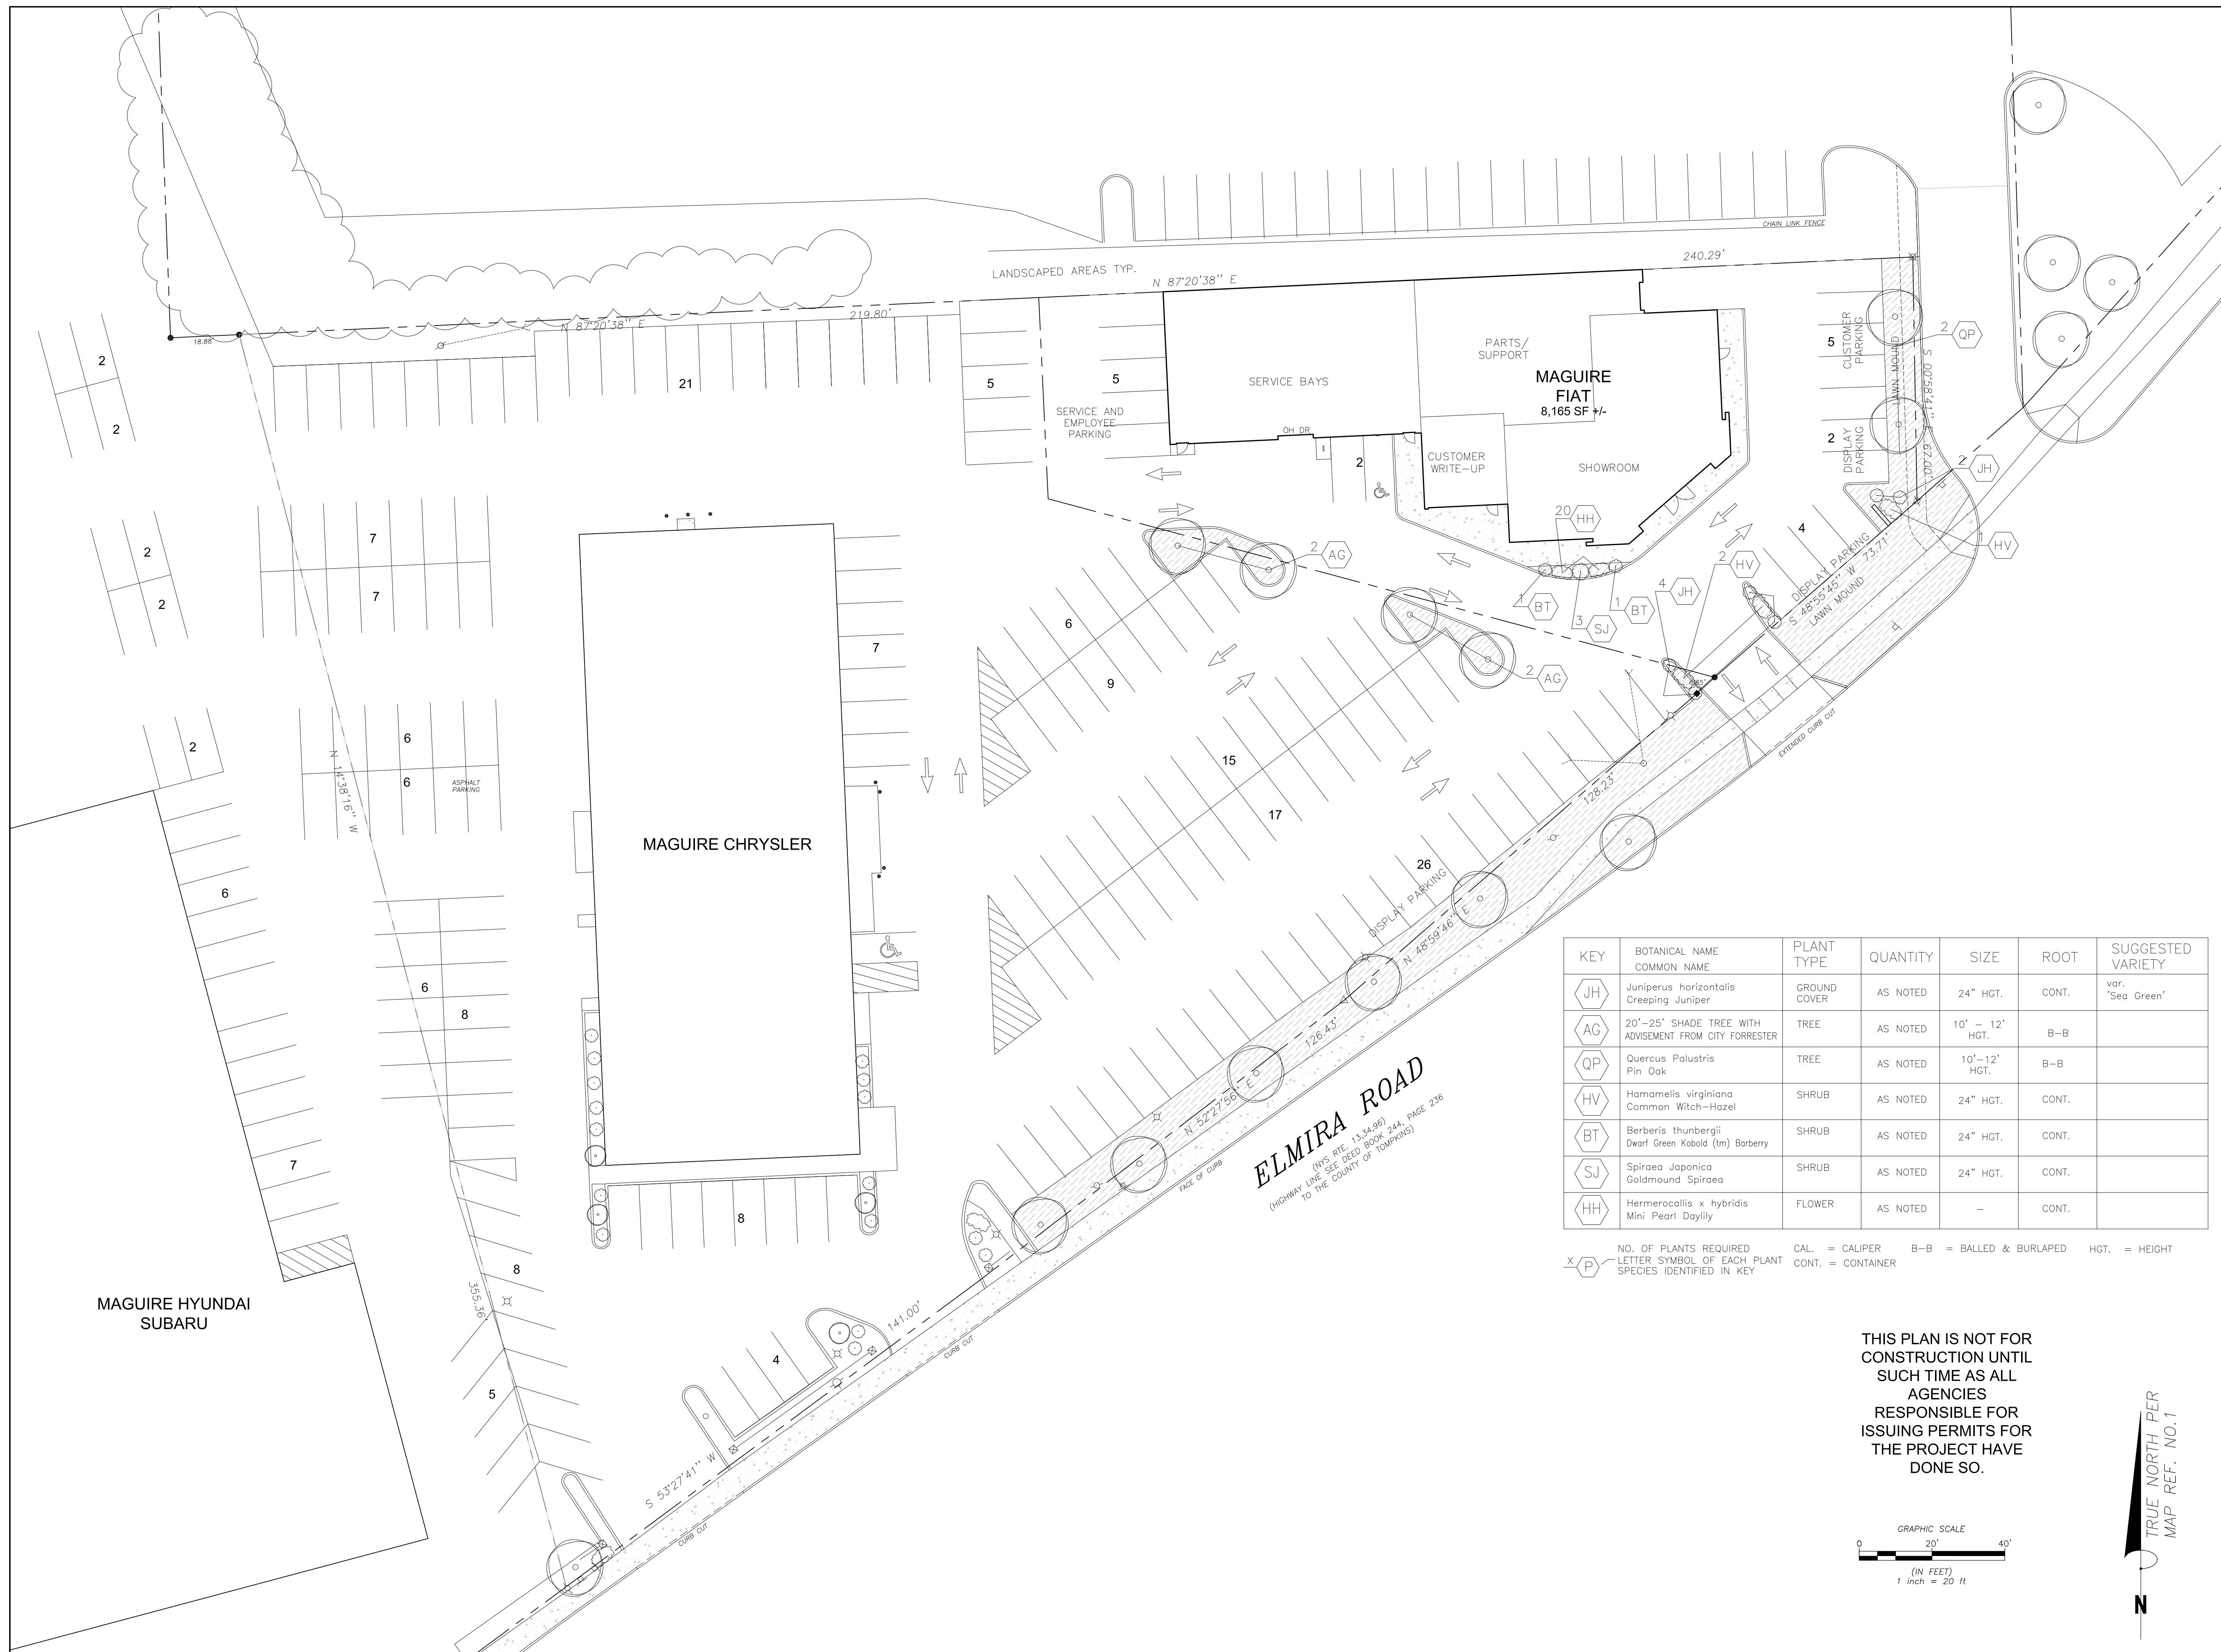 CHAIN LINK FENCE
240.29'
LANDSCAPED AREAS TYP.
N 87°20'38" E
N 87°20'38" E
219.80'
18.88'
2
2
21
5
5
SERVICE AND
EMPLOYEE
PARKING
SERVICE BAYS
PARTS/
SUPPORT
MAGUIRE
FIAT
8,165 SF +/-
OH DR
2
CUSTOMER
WRITE-UP
SHOWROOM
5
CUSTOMER
PARKING
2
DISPLAY
PARKING
LAWN MOUND
S 00°58'41" E 67.00'
2
QP
2
JH
1
HV
4
DISPLAY PARKING
S 48°55'45" W 73.71'
LAWN MOUND
20
HH
2
AG
1
BT
3
SJ
1
BT
2
HV
4
JH
2
AG
6.85'
EXTENDED CURB CUT
2
2
7
7
7
6
9
15
17
26
DISPLAY PARKING
128.23'
N 48°59'46" E
126.43'
N 52°27'56" E
2
6
6
ASPHALT
PARKING
N 14°38'16" W
6
7
6
8
MAGUIRE CHRYSLER
8
8
5
355.36'
4
141.00'
S 53°27'41" W
CURB CUT
CURB CUT
FACE OF CURB
ELMIRA ROAD
(NYS RTE. 13,34,96)
(HIGHWAY LINE SEE DEED BOOK 244, PAGE 236
TO THE COUNTY OF TOMPKINS)
MAGUIRE HYUNDAI
SUBARU
KEY BOTANICAL NAME COMMON NAME PLANT TYPE QUANTITY SIZE ROOT SUGGESTED VARIETY
JH Juniperus horizontalis Creeping Juniper GROUND COVER AS NOTED 24" HGT. CONT. var. 'Sea Green'
AG 20'-25' SHADE TREE WITH ADVISEMENT FROM CITY FORRESTER TREE AS NOTED 10' - 12' HGT. B-B
QP Quercus Palustris Pin Oak TREE AS NOTED 10'-12' HGT. B-B
HV Hamamelis virginiana Common Witch-Hazel SHRUB AS NOTED 24" HGT. CONT.
BT Berberis thunbergii Dwarf Green Kobold (tm) Barberry SHRUB AS NOTED 24" HGT. CONT.
SJ Spiraea Japonica Goldmound Spiraea SHRUB AS NOTED 24" HGT. CONT.
HH Hermerocallis x hybridis Mini Pearl Daylily FLOWER AS NOTED - CONT.
X
P
NO. OF PLANTS REQUIRED
LETTER SYMBOL OF EACH PLANT
SPECIES IDENTIFIED IN KEY
CAL. = CALIPER B-B = BALLED & BURLAPED HGT. = HEIGHT
CONT. = CONTAINER
THIS PLAN IS NOT FOR
CONSTRUCTION UNTIL
SUCH TIME AS ALL
AGENCIES
RESPONSIBLE FOR
ISSUING PERMITS FOR
THE PROJECT HAVE
DONE SO.
GRAPHIC SCALE
0 20' 40'
(IN FEET)
1 inch = 20 ft
TRUE NORTH PER
MAP REF. NO.1
N